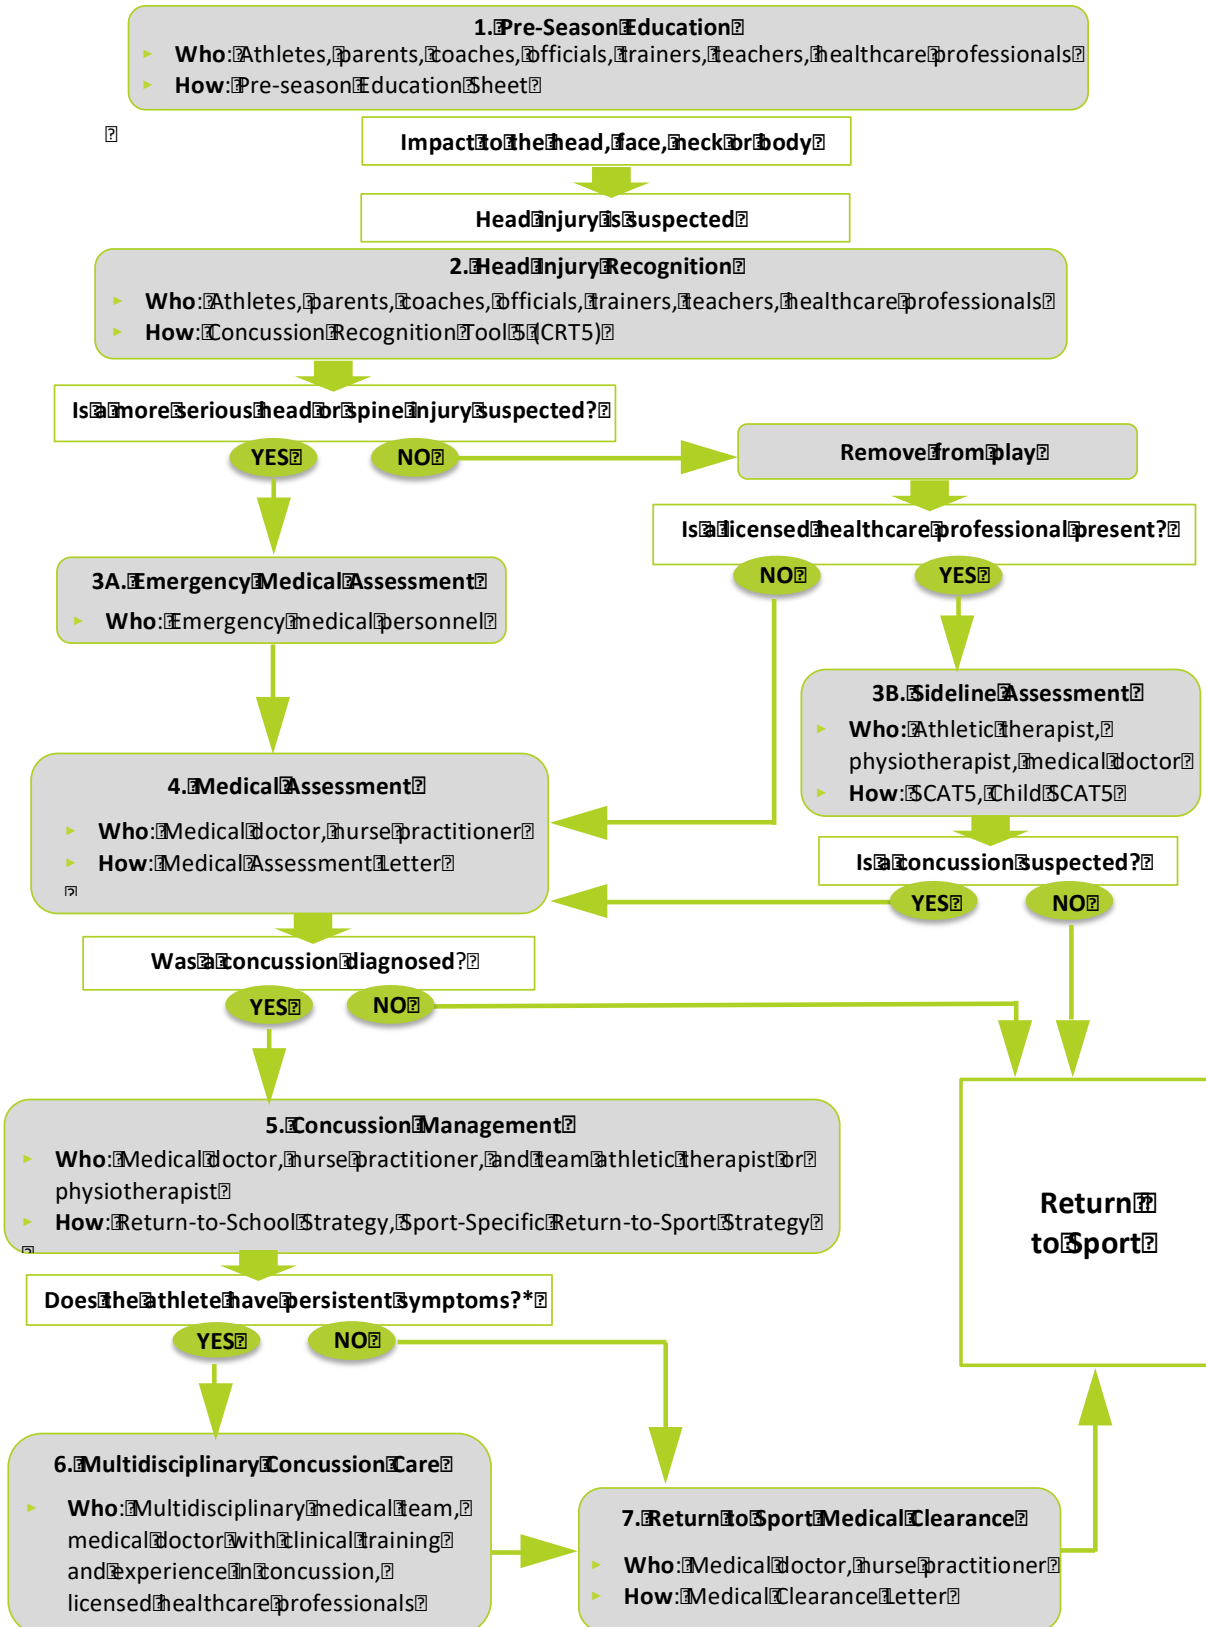 1. Pre-Season Education
▸ Who: Athletes, parents, coaches, officials, trainers, teachers, healthcare professionals
▸ How: Pre-season Education Sheet
Impact to the head, face, neck or body
Head injury is suspected
2. Head Injury Recognition
▸ Who: Athletes, parents, coaches, officials, trainers, teachers, healthcare professionals
▸ How: Concussion Recognition Tool 5 (CRT5)
Is a more serious head or spine injury suspected?
YES
NO
Remove from play
Is a licensed healthcare professional present?
NO
YES
3A. Emergency Medical Assessment
▸ Who: Emergency medical personnel
3B. Sideline Assessment
▸ Who: Athletic therapist,
physiotherapist, medical doctor
▸ How: SCAT5, Child SCAT5
4. Medical Assessment
▸ Who: Medical doctor, nurse practitioner
▸ How: Medical Assessment Letter
Is a concussion suspected?
YES
NO
Was a concussion diagnosed?
YES
NO
5. Concussion Management
▸ Who: Medical doctor, nurse practitioner, and team athletic therapist or
physiotherapist
▸ How: Return-to-School Strategy, Sport-Specific Return-to-Sport Strategy
Return
to Sport
Does the athlete have persistent symptoms?*
YES
NO
6. Multidisciplinary Concussion Care
▸ Who: Multidisciplinary medical team,
medical doctor with clinical training
and experience in concussion,
licensed healthcare professionals
7. Return to Sport Medical Clearance
▸ Who: Medical doctor, nurse practitioner
▸ How: Medical Clearance Letter